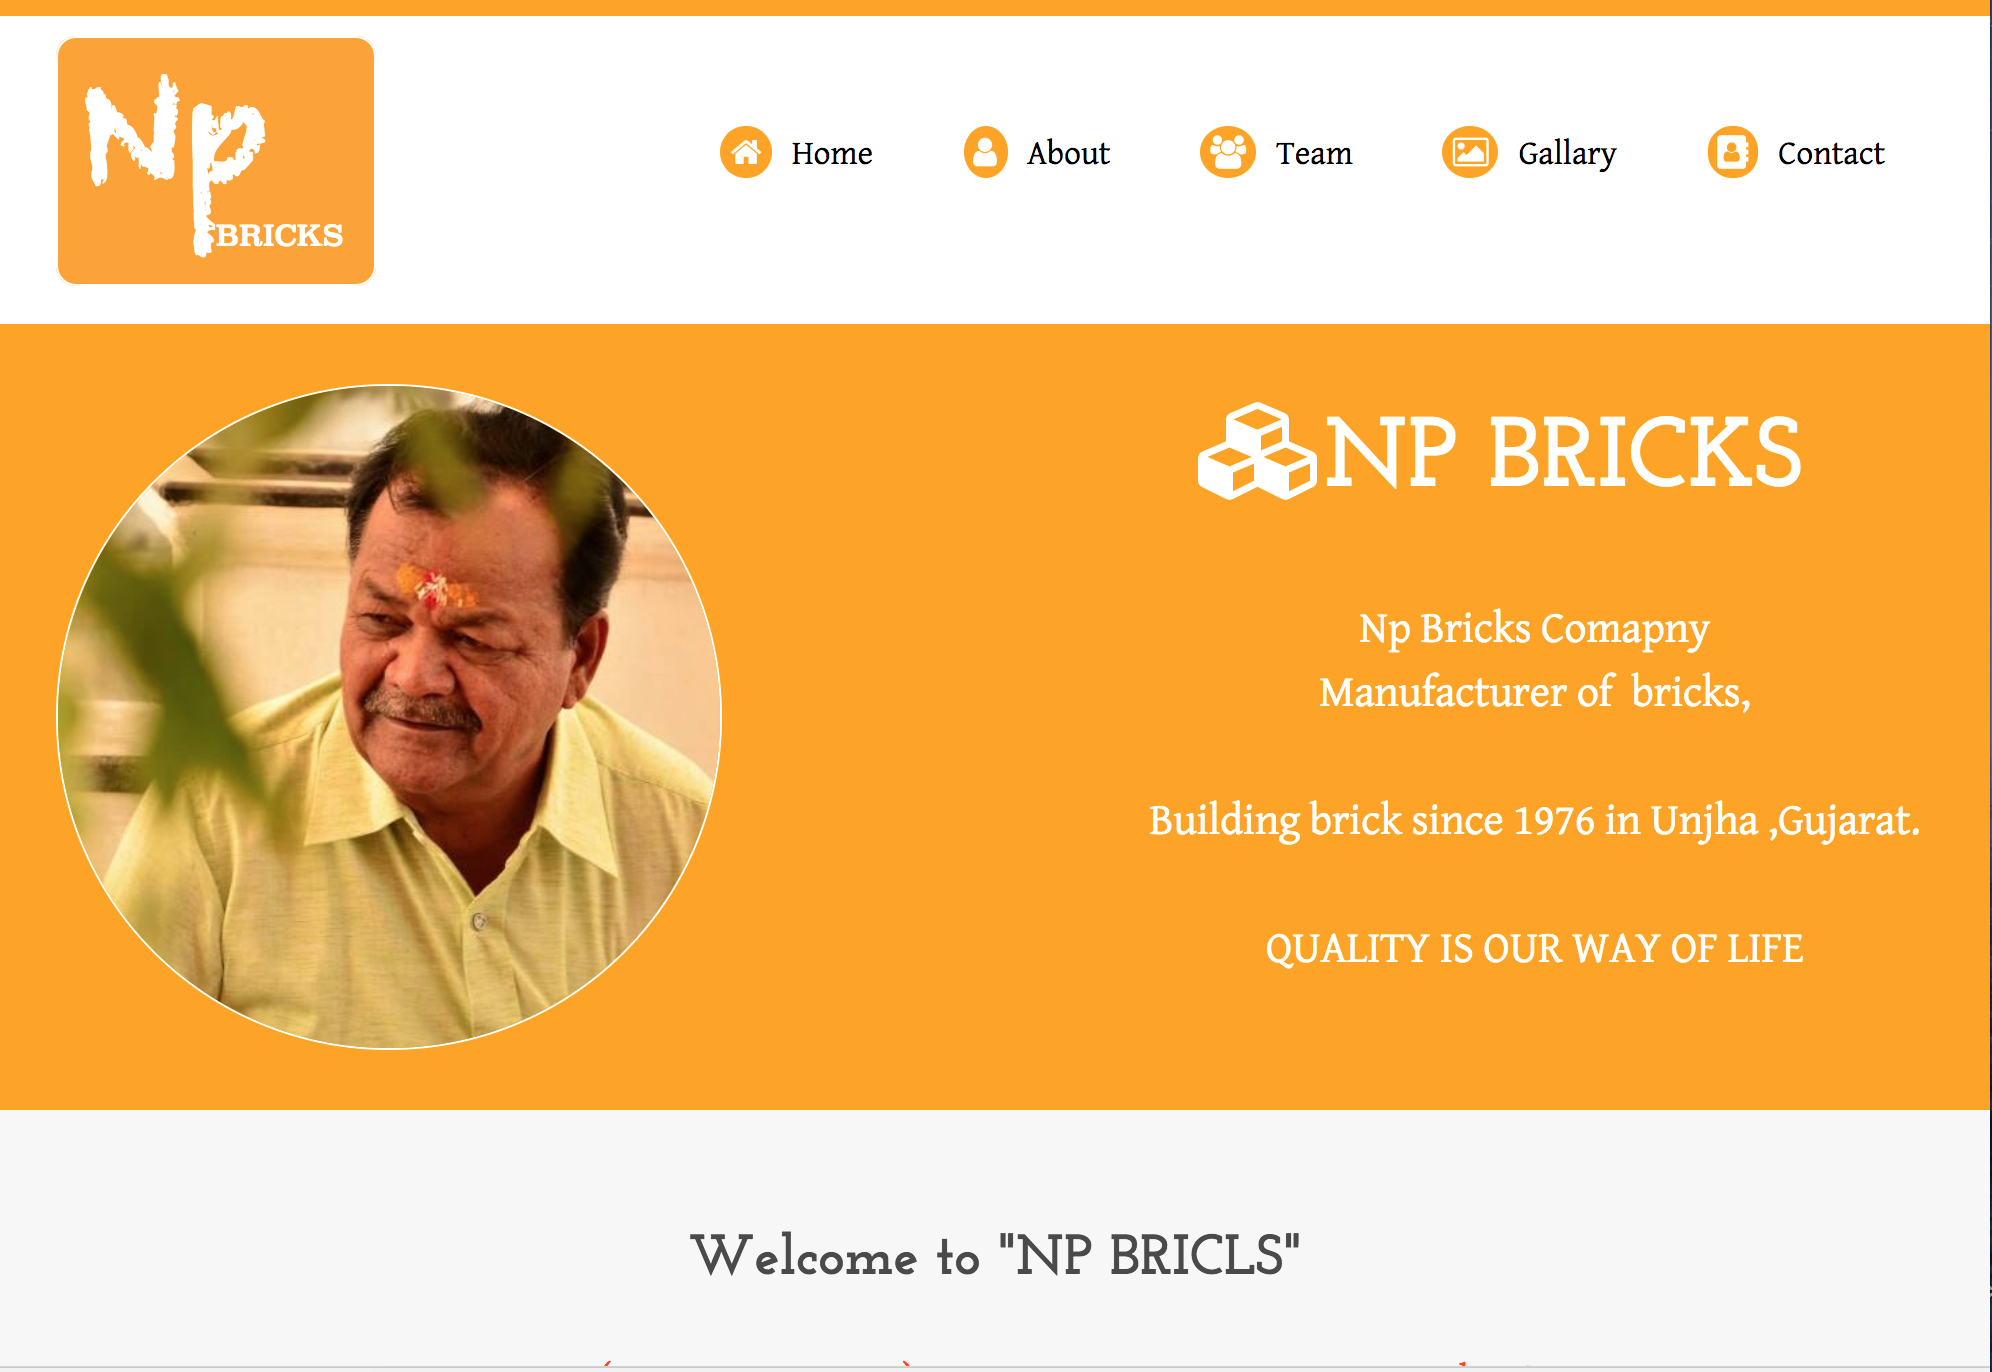 Np
BRICKS
Home
About
Team
Gallary
Contact
NP BRICKS
Np Bricks Comapny
Manufacturer of bricks,
Building brick since 1976 in Unjha ,Gujarat.
QUALITY IS OUR WAY OF LIFE
Welcome to "NP BRICLS"